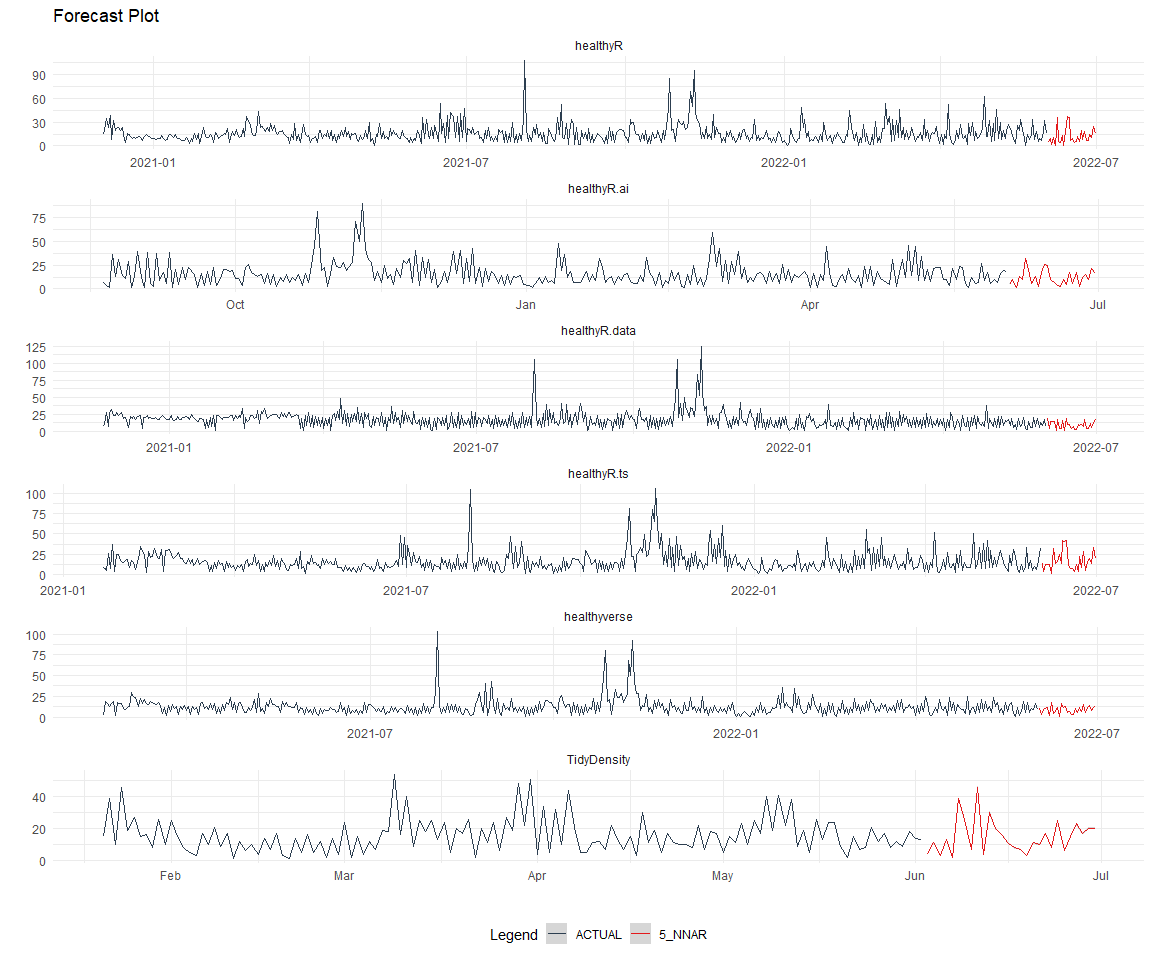 Forecast Plot
healthyR
90
60
30
0
2021-01 2021-07 2022-01 2022-07
healthyR.ai
75
50
25
0
Oct Jan Apr Jul
healthyR.data
125
100
75
50
25
0
2021-01 2021-07 2022-01 2022-07
healthyR.ts
100
75
50
25
0
2021-01 2021-07 2022-01 2022-07
healthyverse
100
75
50
25
0
2021-07 2022-01 2022-07
TidyDensity
40
20
0
Feb Mar Apr May Jun Jul
Legend ACTUAL 5_NNAR